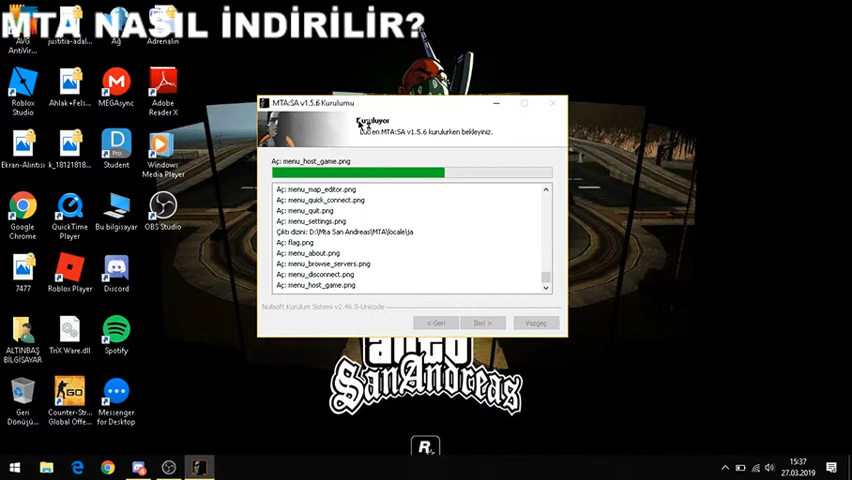 MTA NASIL İNDİRİLİR?
AVG
AntiVir...
justitia-adal...
Ağ
Adrenalin
Roblox
Studio
Ahlak+Fels...
MEGAsync
Adobe
Reader X
Ekran-Alıntısı
k_18121818...
Student
Windows
Media Player
Google
Chrome
QuickTime
Player
Bu bilgisayar
OBS Studio
7477
Roblox Player
Discord
ALTINBAŞ
BİLGİSAYAR
TriX Ware.dll
Spotify
Geri
Dönüşü...
Counter-Str...
Global Offe...
Messenger
for Desktop
MTA:SA v1.5.6 Kurulumu
Kuruluyor
Lütfen MTA:SA v1.5.6 kurulurken bekleyiniz.
Aç: menu_host_game.png
Aç: menu_map_editor.png
Aç: menu_quick_connect.png
Aç: menu_quit.png
Aç: menu_settings.png
Çıktı dizini: D:\Mta San Andreas\MTA\locale\ja
Aç: flag.png
Aç: menu_about.png
Aç: menu_browse_servers.png
Aç: menu_disconnect.png
Aç: menu_host_game.png
Nullsoft Kurulum Sistemi v2.46.5-Unicode
< Geri
İleri >
Vazgeç
auto
San Andreas
R
15:37
27.03.2019